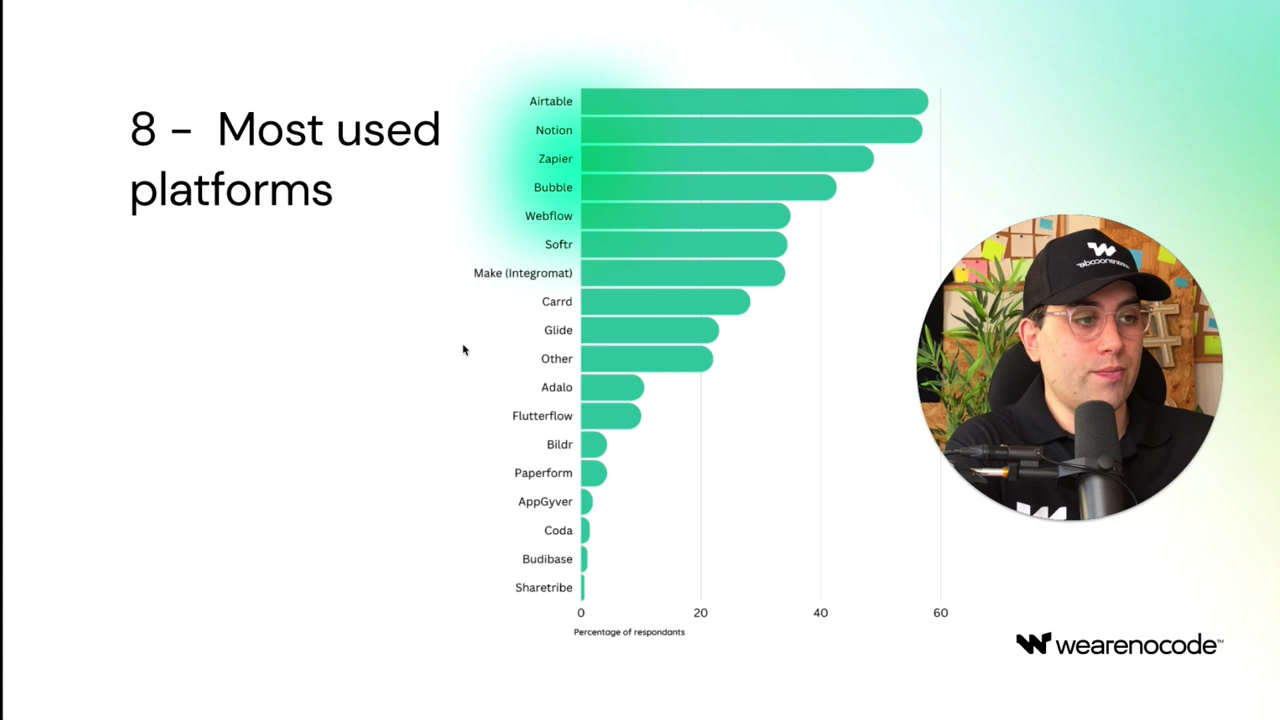 8 - Most used
platforms
Airtable
Notion
Zapier
Bubble
Webflow
Softr
Make (Integromat)
Carrd
Glide
Other
Adalo
Flutterflow
Bildr
Paperform
AppGyver
Coda
Budibase
Sharetribe
0 20 40 60
Percentage of respondants
wearenocode™